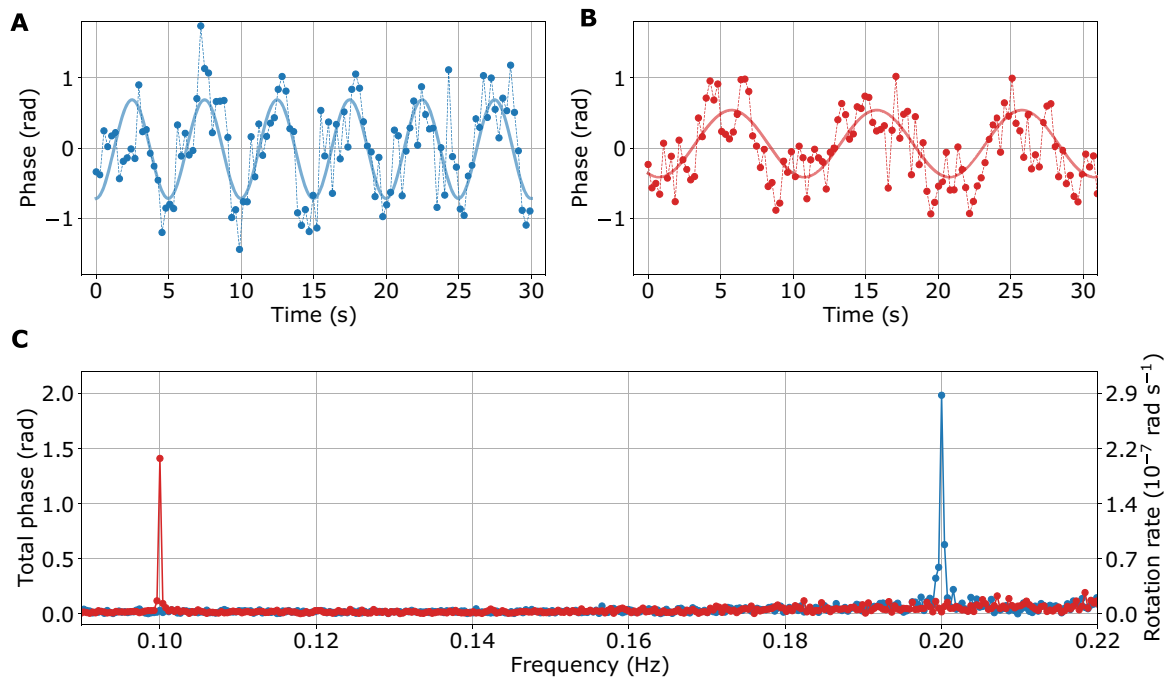 A
B
Phase (rad)
1
0
−1
0 5 10 15 20 25 30
Time (s)
Phase (rad)
1
0
−1
0 5 10 15 20 25 30
Time (s)
C
Total phase (rad)
2.0
1.5
1.0
0.5
0.0
2.9
2.2
1.4
0.7
0.0
Rotation rate (10⁻⁷ rad s⁻¹)
0.10 0.12 0.14 0.16 0.18 0.20 0.22
Frequency (Hz)